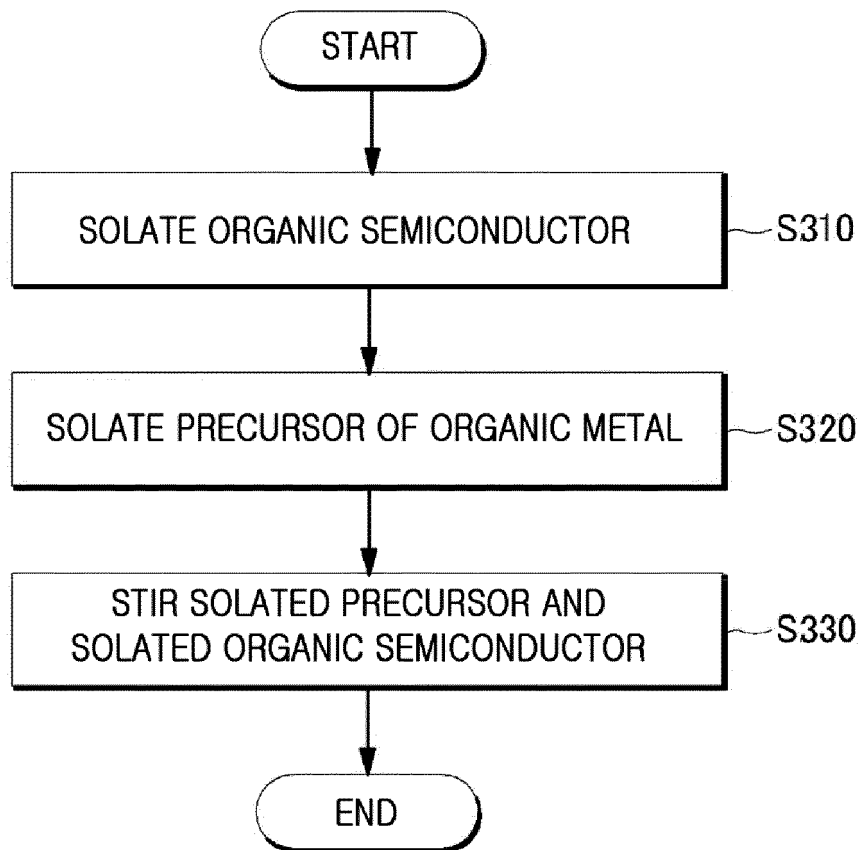 START
SOLATE ORGANIC SEMICONDUCTOR
S310
SOLATE PRECURSOR OF ORGANIC METAL
S320
STIR SOLATED PRECURSOR AND
SOLATED ORGANIC SEMICONDUCTOR
S330
END